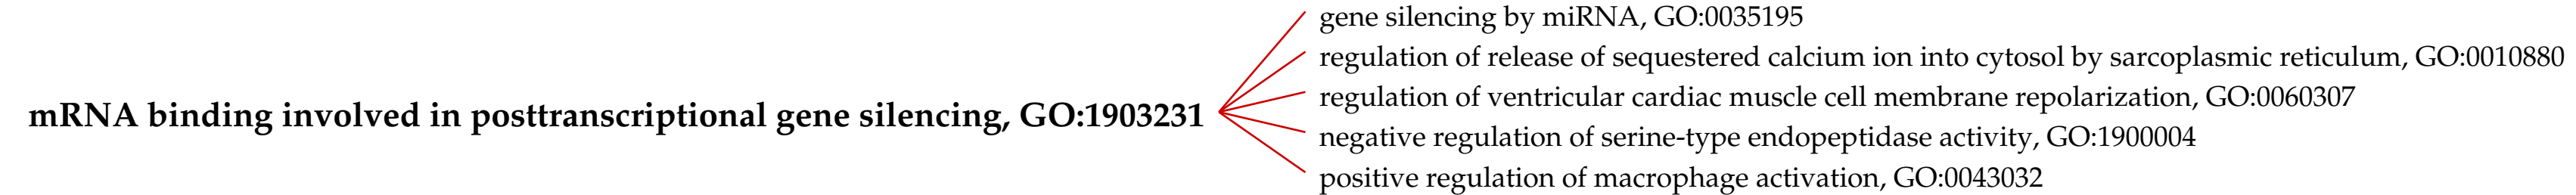 gene silencing by miRNA, GO:0035195
regulation of release of sequestered calcium ion into cytosol by sarcoplasmic reticulum, GO:0010880
regulation of ventricular cardiac muscle cell membrane repolarization, GO:0060307
mRNA binding involved in posttranscriptional gene silencing, GO:1903231
negative regulation of serine-type endopeptidase activity, GO:1900004
positive regulation of macrophage activation, GO:0043032